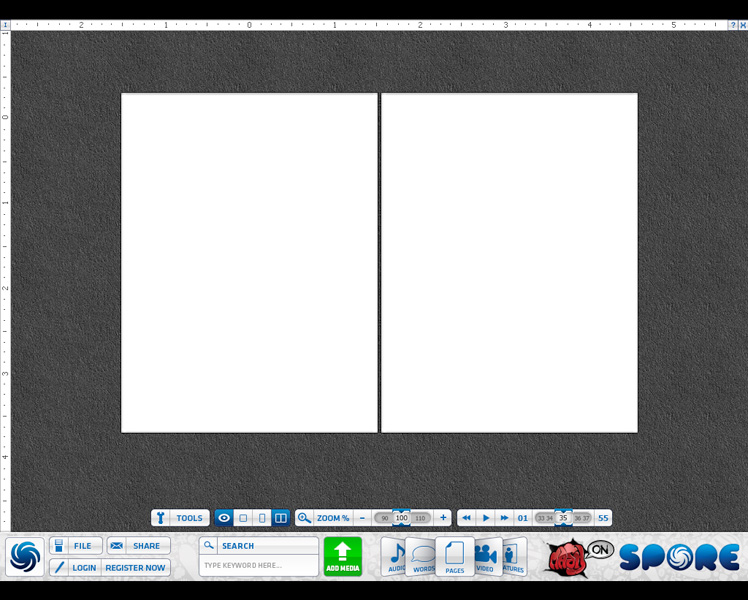 2 1 0 1 2 3 4 5
? X
1
0
1
2
3
4
TOOLS ZOOM % − 90 100 110 + 01 33 34 35 36 37 55
FILE SHARE
LOGIN REGISTER NOW
SEARCH
TYPE KEYWORD HERE...
ADD MEDIA
AUDIO WORDS PAGES VIDEO ATURES
ON
SPORE